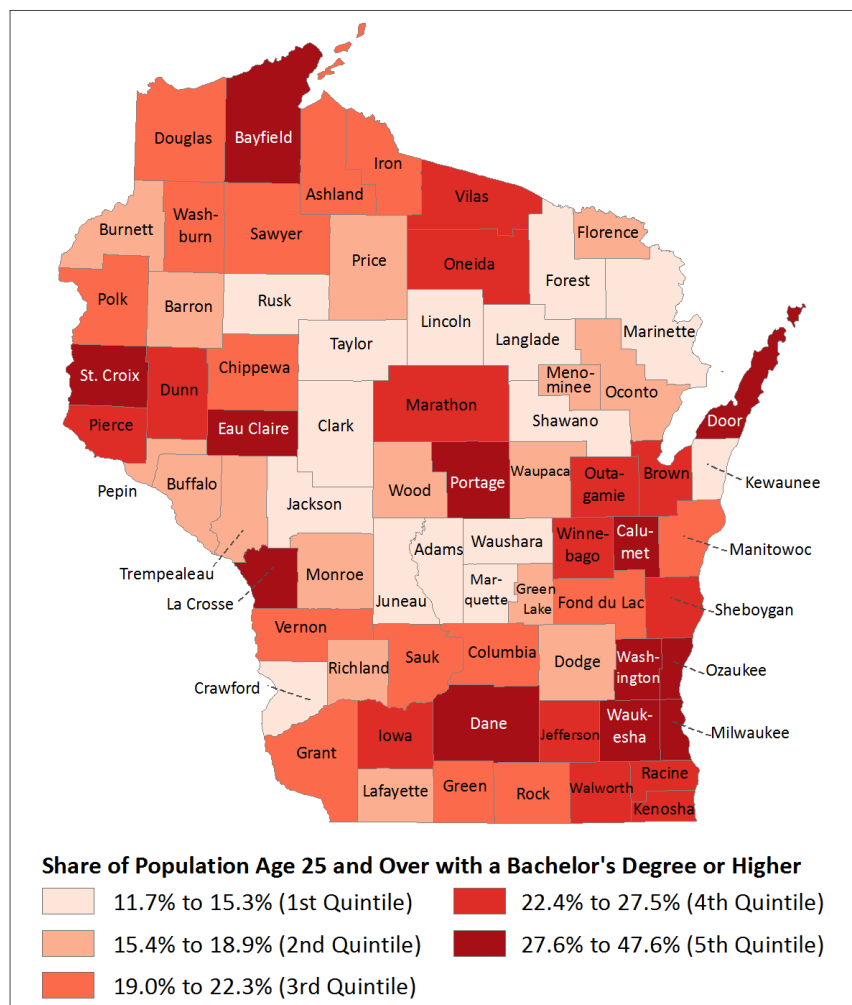 Douglas
Bayfield
Iron
Ashland
Vilas
Burnett
Wash-
burn
Sawyer
Florence
Price
Oneida
Forest
Polk
Barron
Rusk
Lincoln
Marinette
Taylor
Langlade
St. Croix
Chippewa
Dunn
Meno-
minee
Oconto
Marathon
Pierce
Eau Claire
Clark
Shawano
Door
Pepin
Buffalo
Wood
Portage
Waupaca
Outa-
gamie
Brown
Kewaunee
Jackson
Trempealeau
Adams
Waushara
Winne-
bago
Calu-
met
Manitowoc
La Crosse
Monroe
Juneau
Mar-
quette
Green
Lake
Fond du Lac
Sheboygan
Vernon
Richland
Sauk
Columbia
Dodge
Wash-
ington
Ozaukee
Crawford
Dane
Wauk-
esha
Milwaukee
Grant
Iowa
Jefferson
Lafayette
Green
Rock
Walworth
Racine
Kenosha
Share of Population Age 25 and Over with a Bachelor's Degree or Higher
11.7% to 15.3% (1st Quintile)
15.4% to 18.9% (2nd Quintile)
19.0% to 22.3% (3rd Quintile)
22.4% to 27.5% (4th Quintile)
27.6% to 47.6% (5th Quintile)